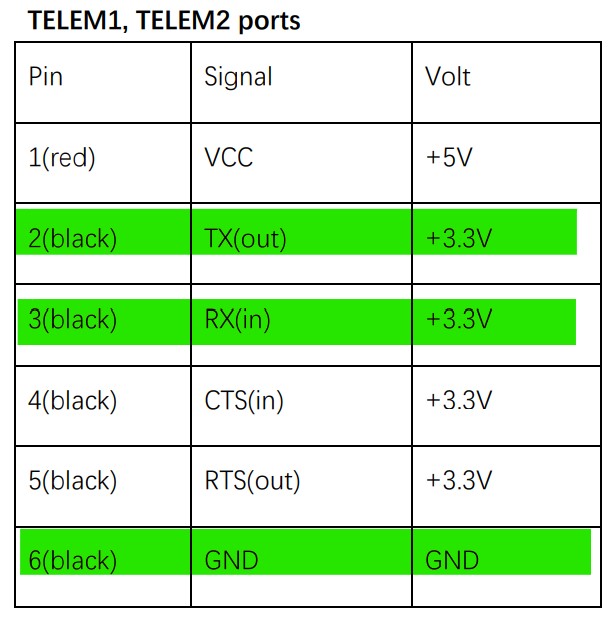 TELEM1, TELEM2 ports
Pin Signal Volt
1(red) VCC +5V
2(black) TX(out) +3.3V
3(black) RX(in) +3.3V
4(black) CTS(in) +3.3V
5(black) RTS(out) +3.3V
6(black) GND GND